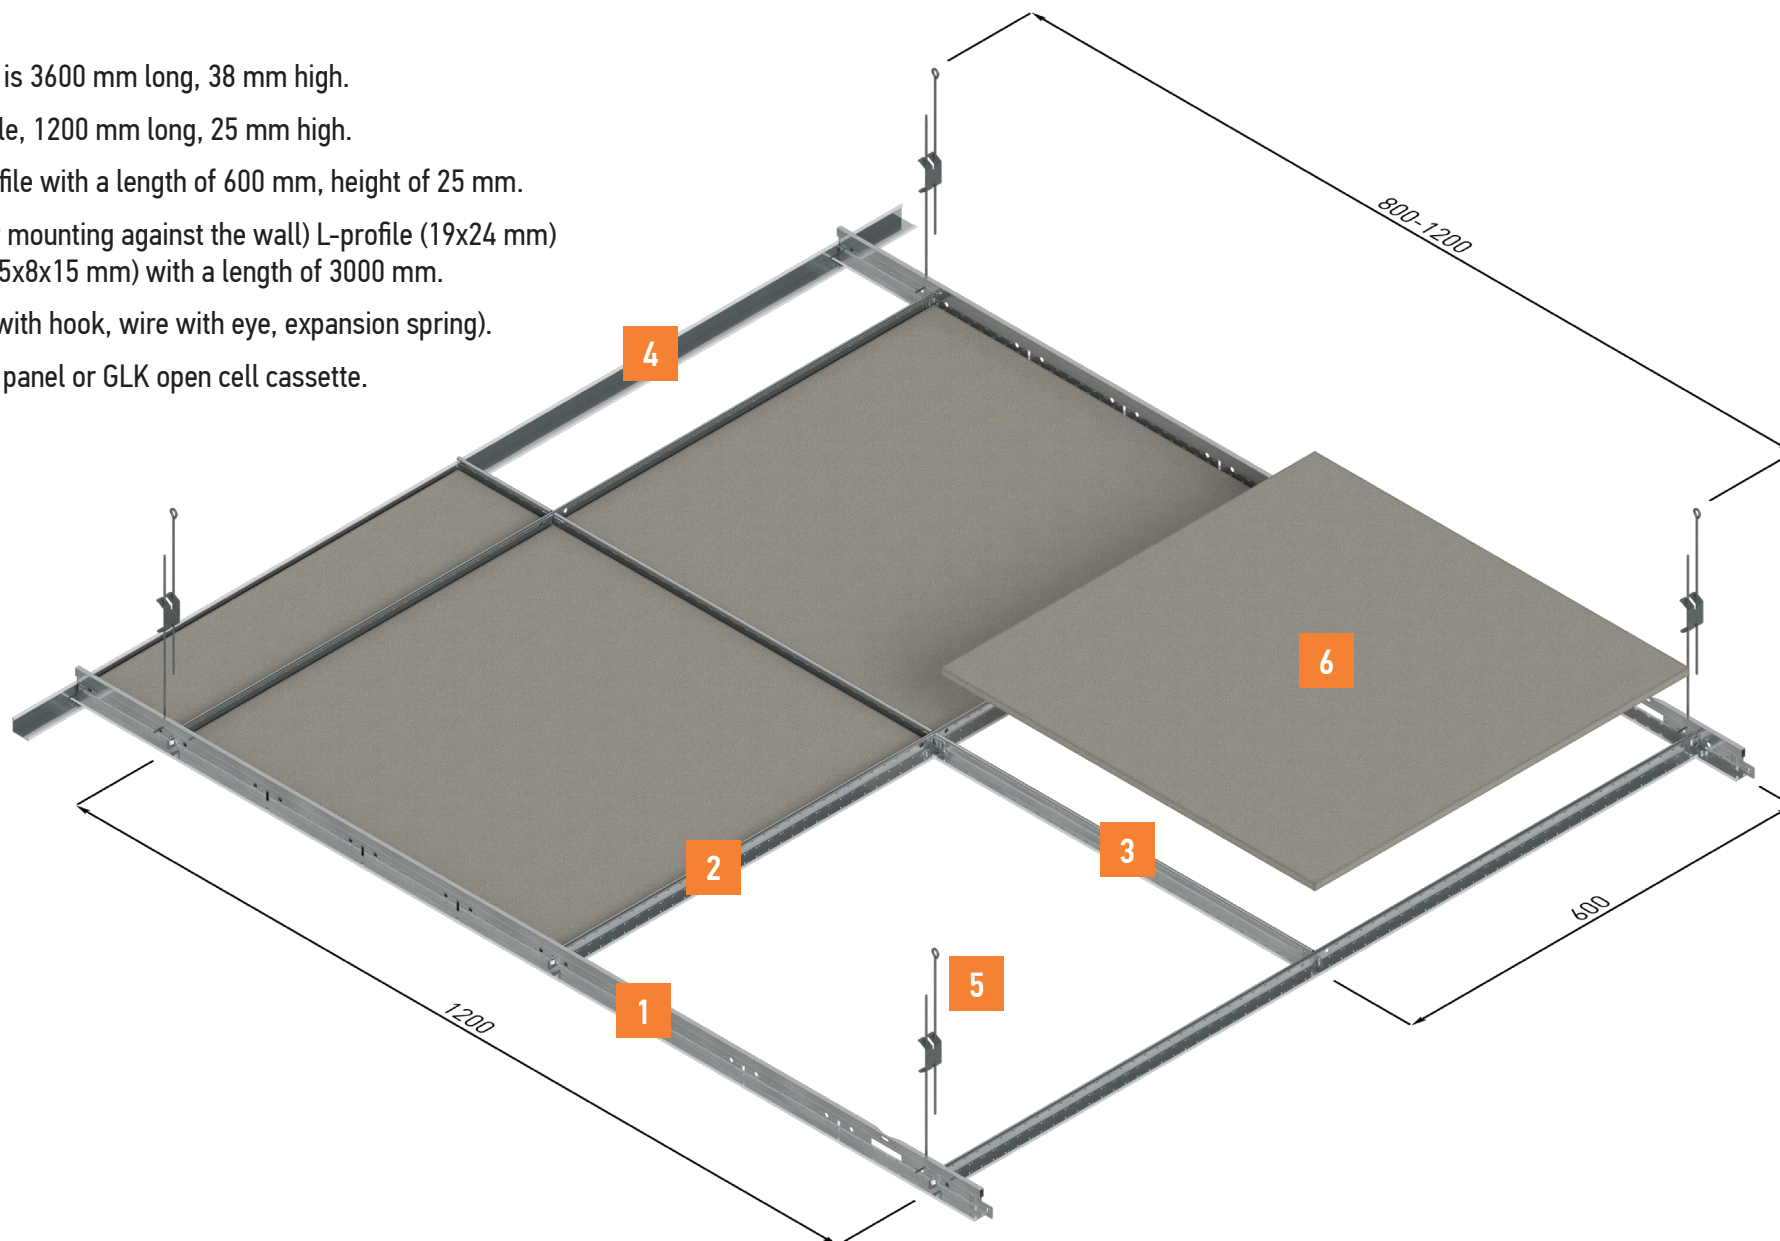 is 3600 mm long, 38 mm high.
le, 1200 mm long, 25 mm high.
file with a length of 600 mm, height of 25 mm.
mounting against the wall) L-profile (19x24 mm)
5x8x15 mm) with a length of 3000 mm.
with hook, wire with eye, expansion spring).
panel or GLK open cell cassette.
800-1200
4
6
2
3
600
5
1
1200